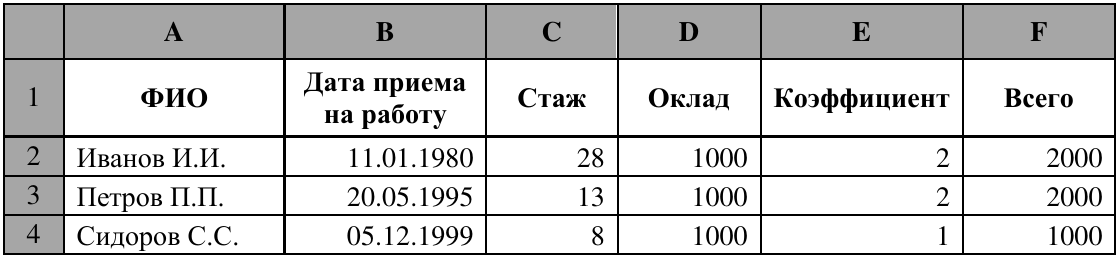 A B C D E F
1 ФИО Дата приема на работу Стаж Оклад Коэффициент Всего
2 Иванов И.И. 11.01.1980 28 1000 2 2000
3 Петров П.П. 20.05.1995 13 1000 2 2000
4 Сидоров С.С. 05.12.1999 8 1000 1 1000